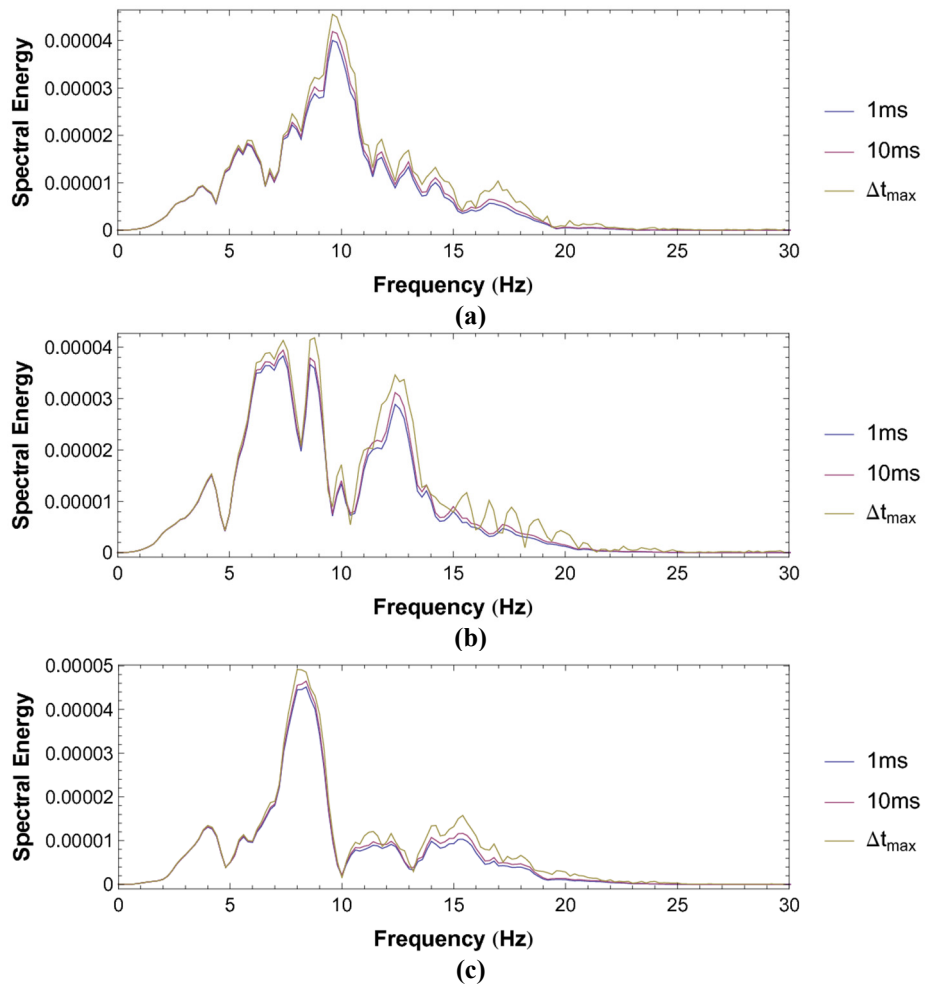 Spectral Energy
0.00004
0.00003
0.00002
0.00001
0
0 5 10 15 20 25 30
Frequency (Hz)
1ms
10ms
Δtmax
(a)
Spectral Energy
0.00004
0.00003
0.00002
0.00001
0
0 5 10 15 20 25 30
Frequency (Hz)
1ms
10ms
Δtmax
(b)
Spectral Energy
0.00005
0.00004
0.00003
0.00002
0.00001
0
0 5 10 15 20 25 30
Frequency (Hz)
1ms
10ms
Δtmax
(c)